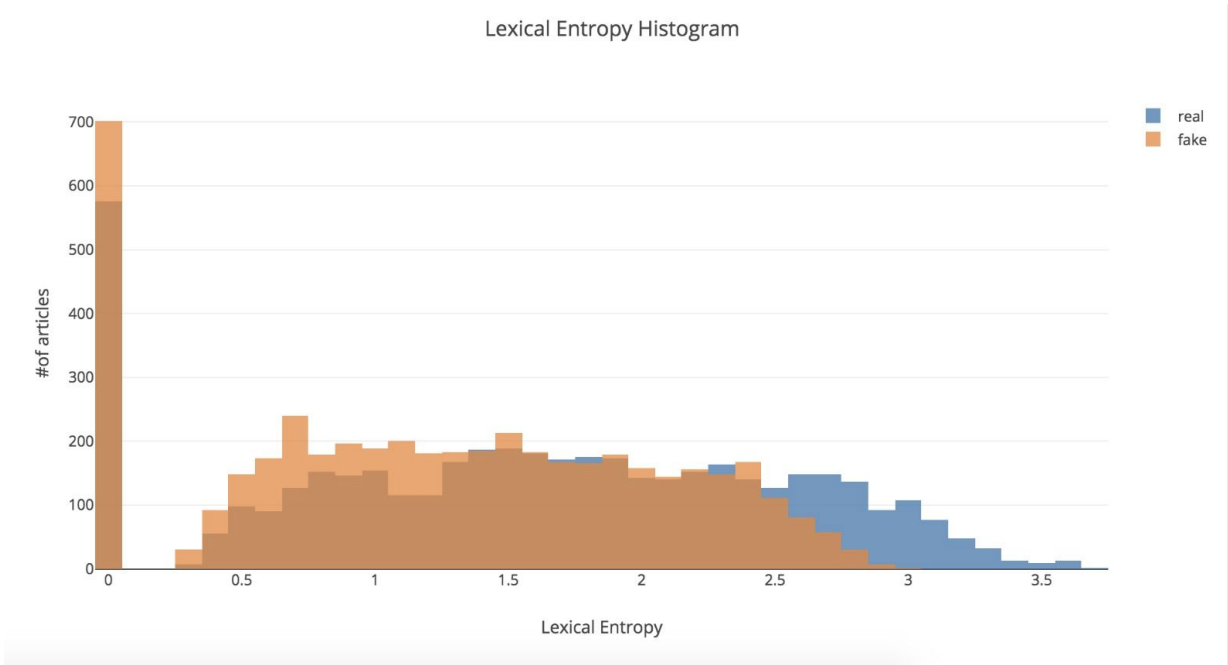 Lexical Entropy Histogram
real
fake
700
600
500
400
300
200
100
0
#of articles
0 0.5 1 1.5 2 2.5 3 3.5
Lexical Entropy